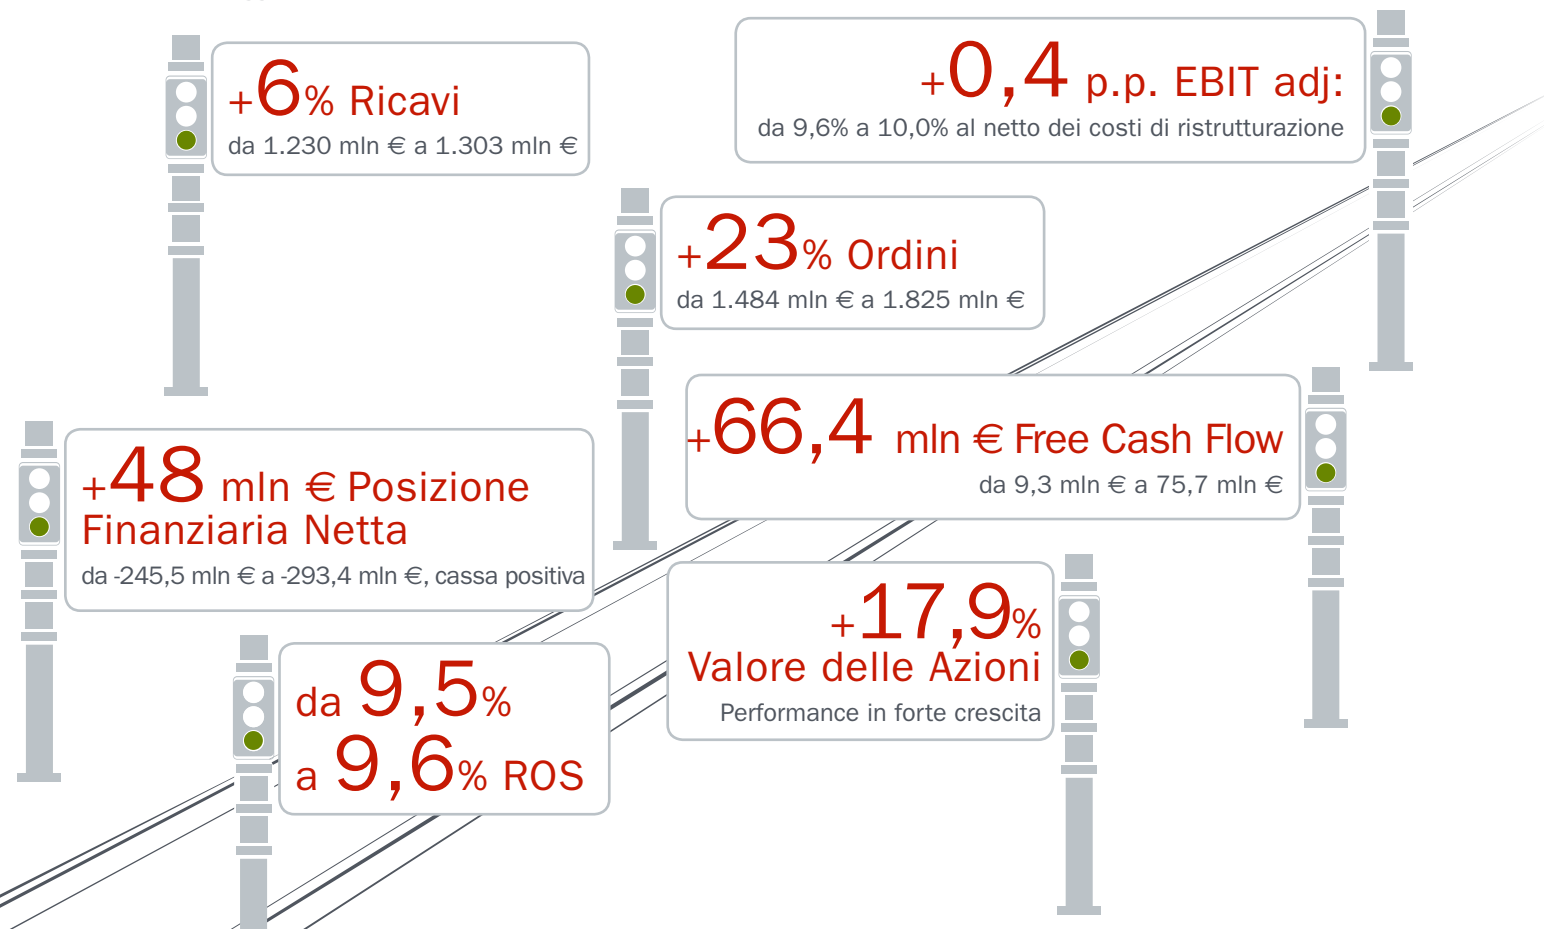 +6% Ricavi
da 1.230 mln € a 1.303 mln €
+0,4 p.p. EBIT adj:
da 9,6% a 10,0% al netto dei costi di ristrutturazione
+23% Ordini
da 1.484 mln € a 1.825 mln €
+66,4 mln € Free Cash Flow
da 9,3 mln € a 75,7 mln €
+48 mln € Posizione
Finanziaria Netta
da -245,5 mln € a -293,4 mln €, cassa positiva
+17,9%
Valore delle Azioni
Performance in forte crescita
da 9,5%
a 9,6% ROS